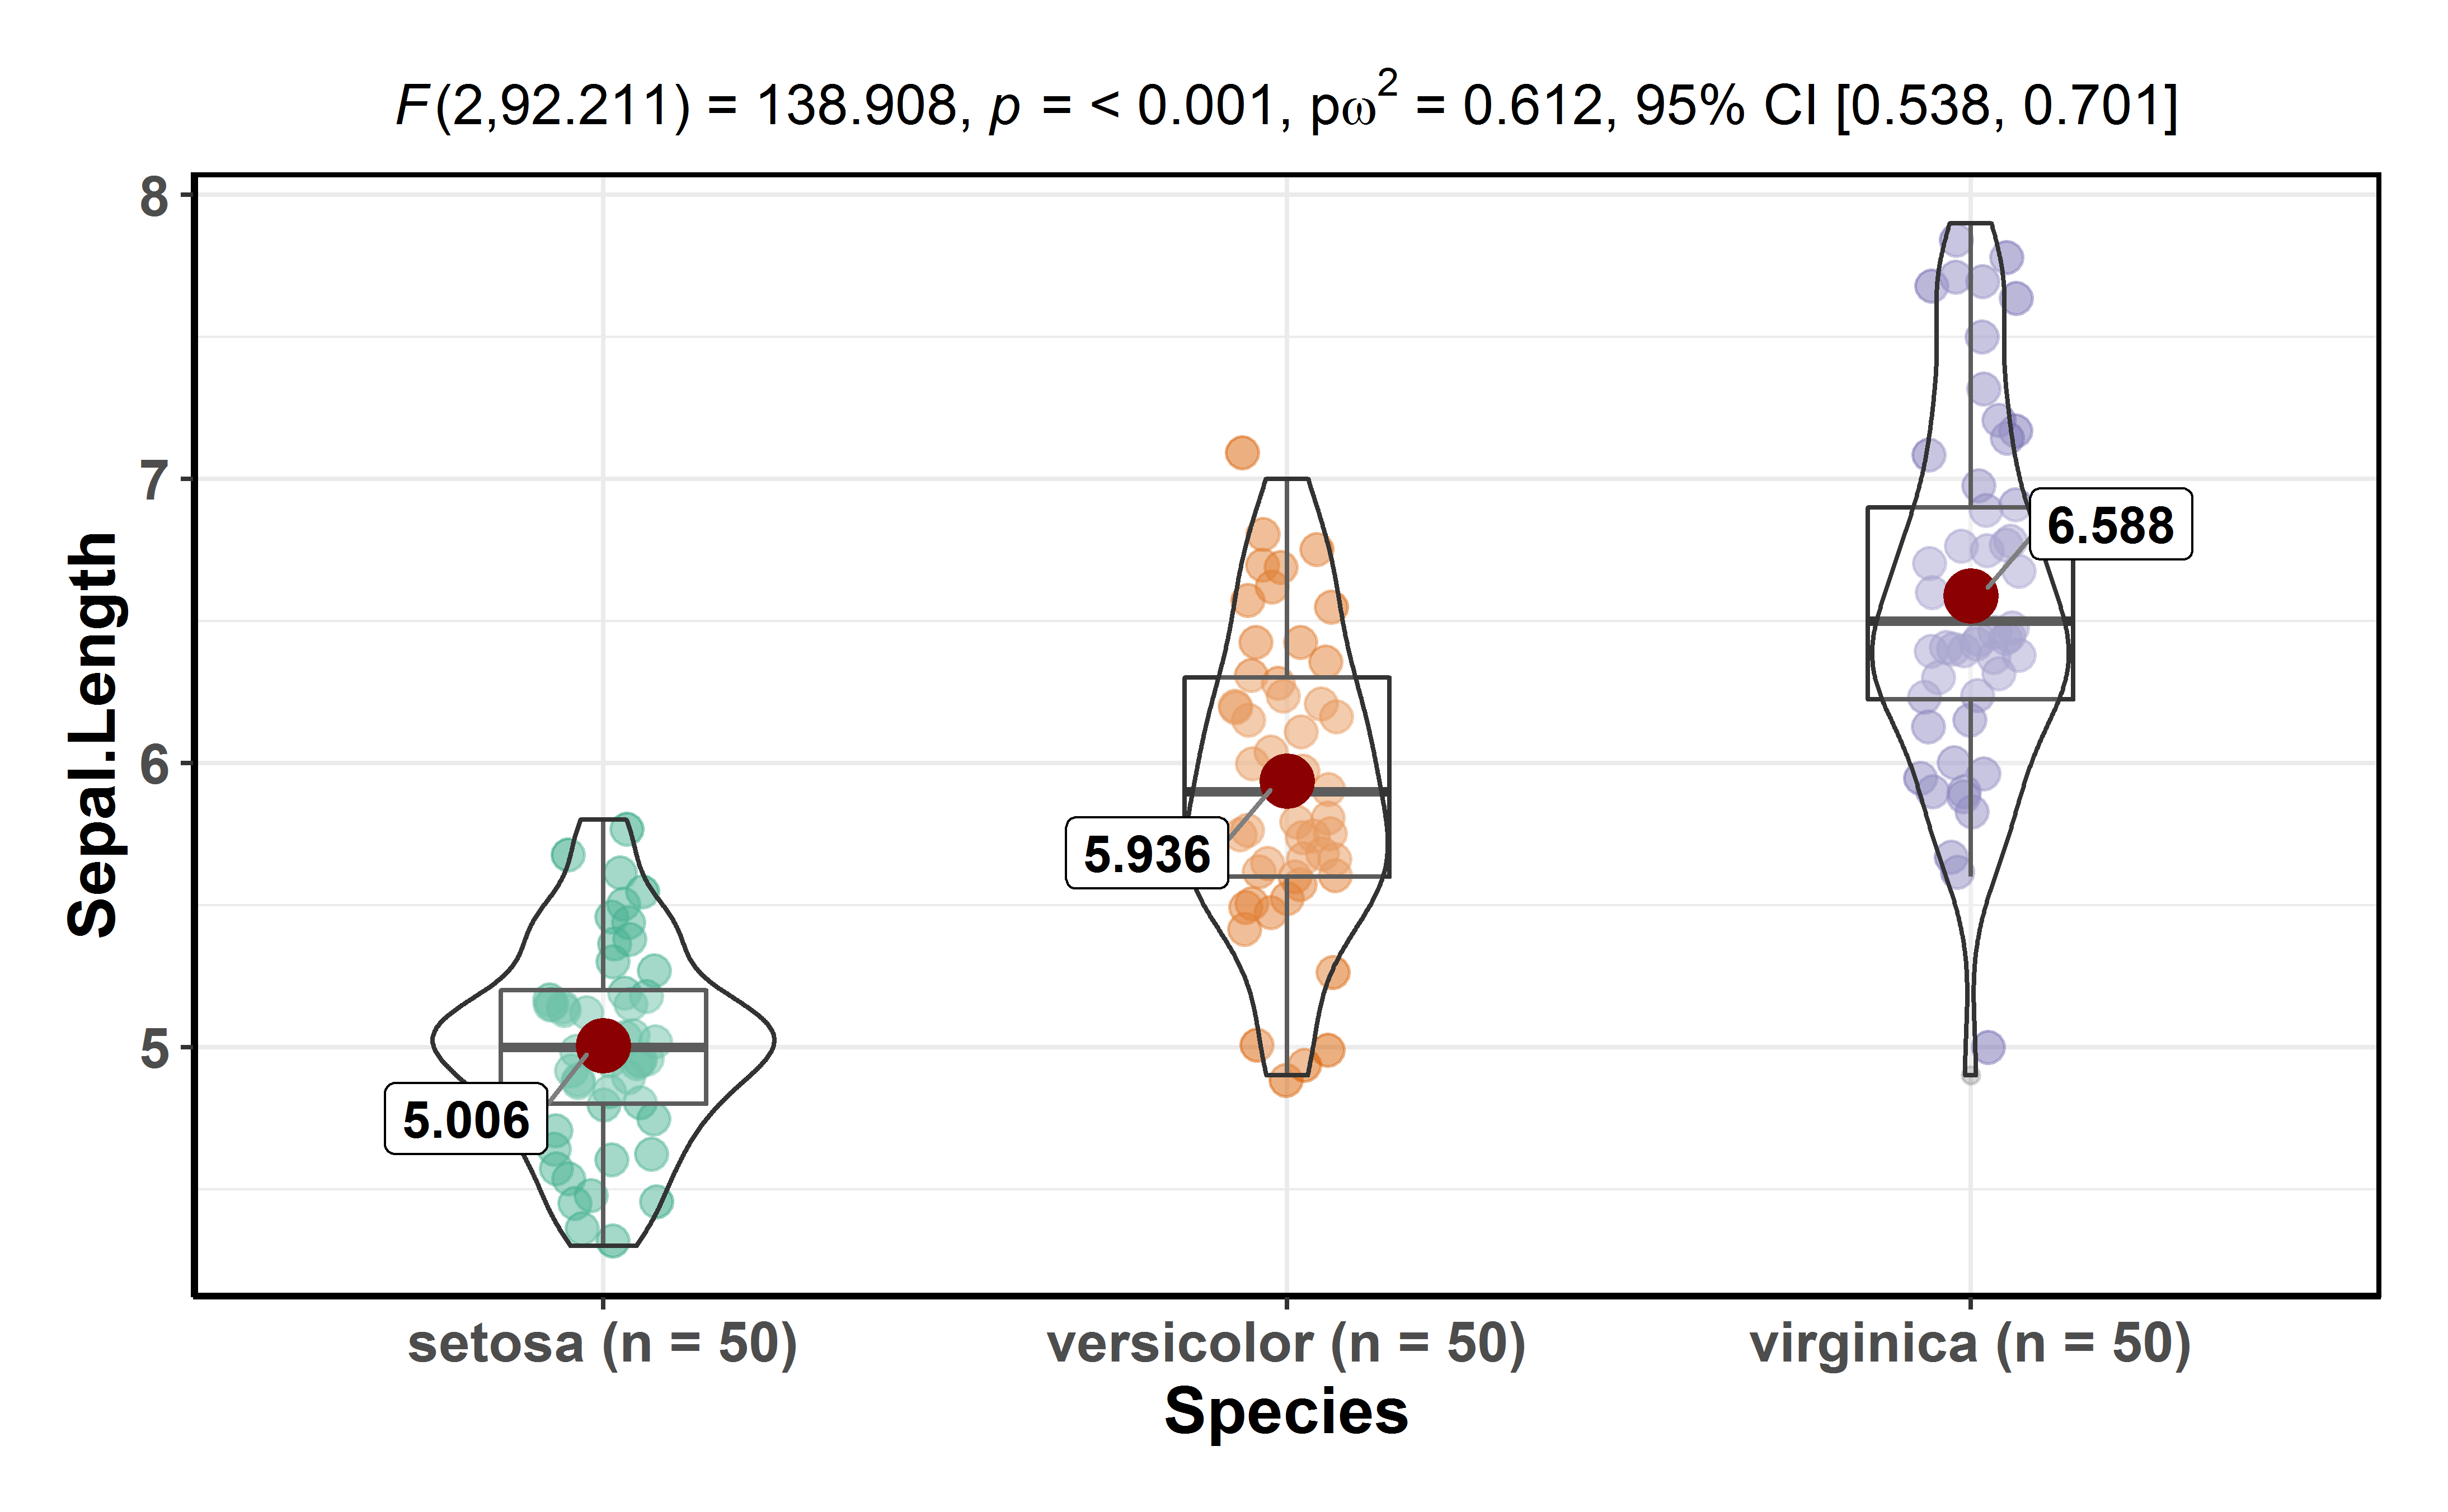 F(2,92.211) = 138.908, p = < 0.001, pω² = 0.612, 95% CI [0.538, 0.701]
8
7
6
5
Sepal.Length
6.588
5.936
5.006
setosa (n = 50)
versicolor (n = 50)
virginica (n = 50)
Species